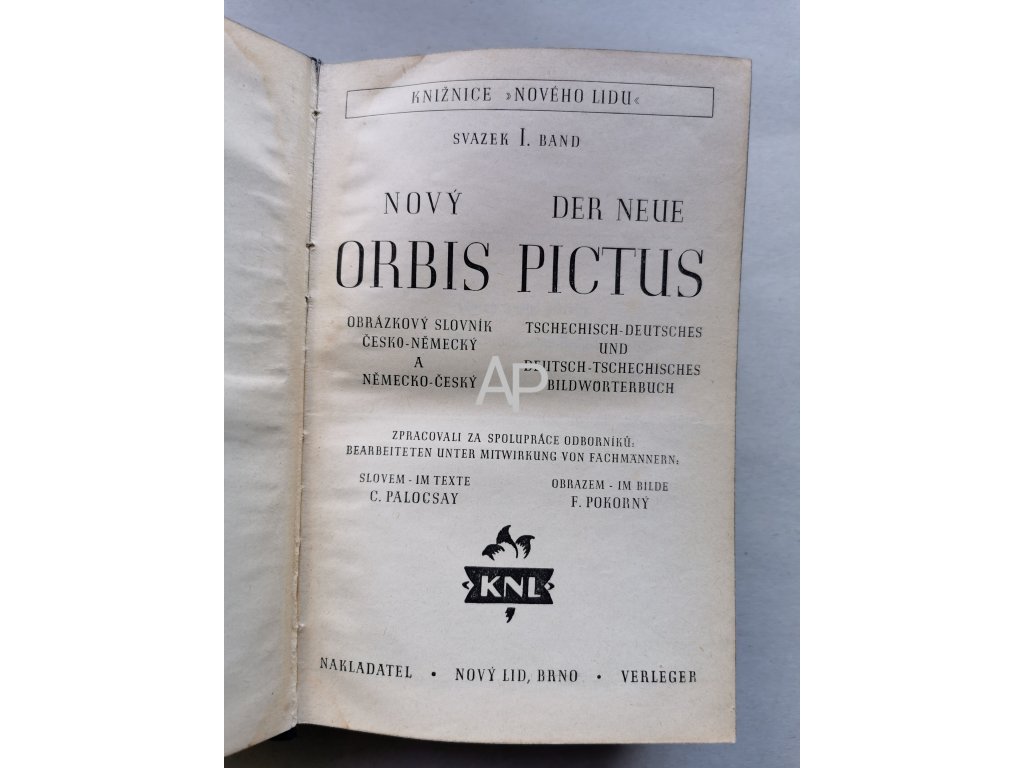 KNIŽNICE »NOVÉHO LIDU«
SVAZEK I. BAND
NOVÝ DER NEUE
ORBIS PICTUS
OBRÁZKOVÝ SLOVNÍK
ČESKO-NĚMECKÝ
A
NĚMECKO-ČESKÝ
TSCHECHISCH-DEUTSCHES
UND
DEUTSCH-TSCHECHISCHES
BILDWÖRTERBUCH
AP
ZPRACOVALI ZA SPOLUPRÁCE ODBORNÍKŮ:
BEARBEITETEN UNTER MITWIRKUNG VON FACHMÄNNERN:
SLOVEM - IM TEXTE
C. PALOCSAY
OBRAZEM - IM BILDE
F. POKORNÝ
KNL
NAKLADATEL • NOVÝ LID, BRNO • VERLEGER